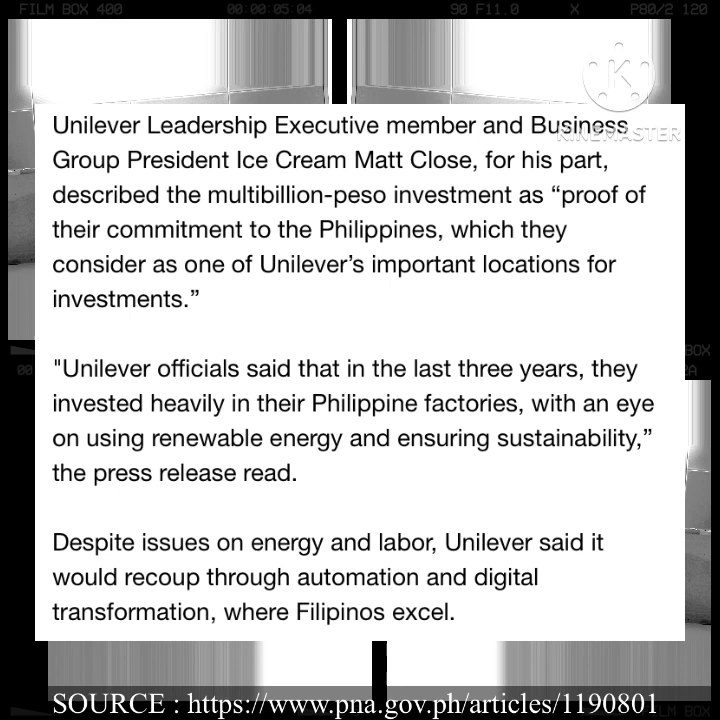 FILM BOX 400 00:00:05:04 90 F11.0 X P80/2 120
KINEMASTER
Unilever Leadership Executive member and Business
Group President Ice Cream Matt Close, for his part,
described the multibillion-peso investment as “proof of
their commitment to the Philippines, which they
consider as one of Unilever’s important locations for
investments.”
"Unilever officials said that in the last three years, they
invested heavily in their Philippine factories, with an eye
on using renewable energy and ensuring sustainability,”
the press release read.
Despite issues on energy and labor, Unilever said it
would recoup through automation and digital
transformation, where Filipinos excel.
SOURCE : https://www.pna.gov.ph/articles/1190801